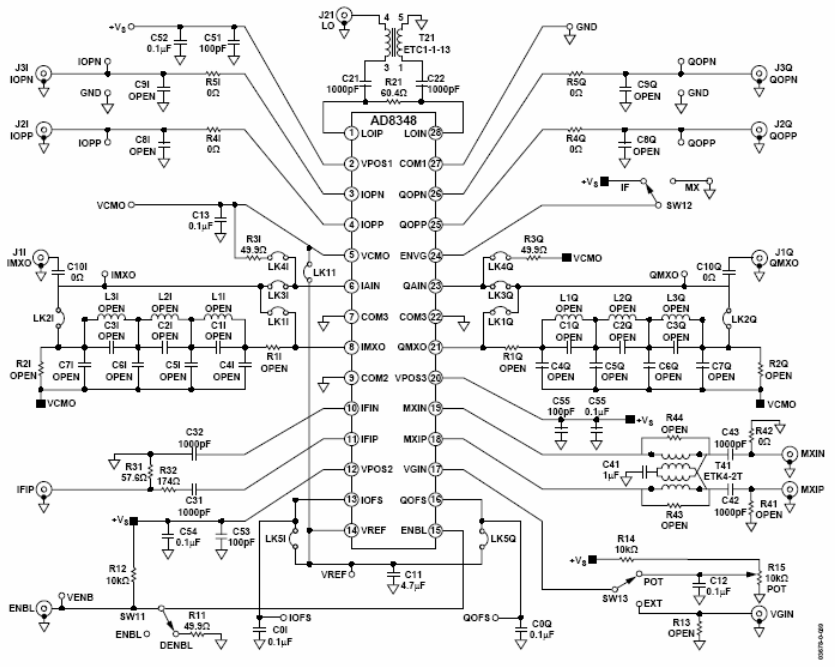 +VS
C52
0.1µF
C51
100pF
J21
LO
4
5
T21
ETC1-1-13
3
1
GND
J3I
IOPN
IOPN
C9I
OPEN
R5I
0Ω
GND
C21
1000pF
R21
60.4Ω
C22
1000pF
R5Q
0Ω
C9Q
OPEN
QOPN
GND
J3Q
QOPN
J2I
IOPP
IOPP
C8I
OPEN
R4I
0Ω
R4Q
0Ω
C8Q
OPEN
QOPP
J2Q
QOPP
AD8348
1 LOIP
LOIN 28
2 VPOS1
COM1 27
3 IOPN
QOPN 26
4 IOPP
QOPP 25
5 VCMO
ENVG 24
6 IAIN
QAIN 23
7 COM3
COM3 22
8 IMXO
QMXO 21
9 COM2
VPOS3 20
10 IFIN
MXIN 19
11 IFIP
MXIP 18
12 VPOS2
VGIN 17
13 IOFS
QOFS 16
14 VREF
ENBL 15
+VS
IF
MX
SW12
VCMO
C13
0.1µF
R3I
49.9Ω
LK4I
LK11
LK3I
LK1I
LK4Q
R3Q
49.9Ω
VCMO
LK3Q
LK1Q
J1I
IMXO
C10I
0Ω
IMXO
LK2I
L3I
OPEN
C3I
OPEN
L2I
OPEN
C2I
OPEN
L1I
OPEN
C1I
OPEN
R2I
OPEN
C7I
OPEN
C6I
OPEN
C5I
OPEN
C4I
OPEN
R1I
OPEN
VCMO
QMXO
C10Q
0Ω
J1Q
QMXO
LK2Q
L1Q
OPEN
C1Q
OPEN
L2Q
OPEN
C2Q
OPEN
L3Q
OPEN
C3Q
OPEN
R1Q
OPEN
C4Q
OPEN
C5Q
OPEN
C6Q
OPEN
C7Q
OPEN
R2Q
OPEN
VCMO
C55
100pF
C55
0.1µF
+VS
C32
1000pF
R31
57.6Ω
R32
174Ω
C31
1000pF
IFIP
R44
OPEN
C43
1000pF
R42
0Ω
MXIN
C41
1µF
T41
ETK4-2T
MXIP
R43
OPEN
C42
1000pF
R41
OPEN
+VS
C54
0.1µF
C53
100pF
LK5I
LK5Q
VREF
C11
4.7µF
R12
10kΩ
ENBL
VENB
SW11
ENBL
DENBL
R11
49.9Ω
IOFS
C0I
0.1µF
QOFS
C0Q
0.1µF
+VS
R14
10kΩ
R15
10kΩ
POT
SW13
POT
C12
0.1µF
EXT
R13
OPEN
VGIN